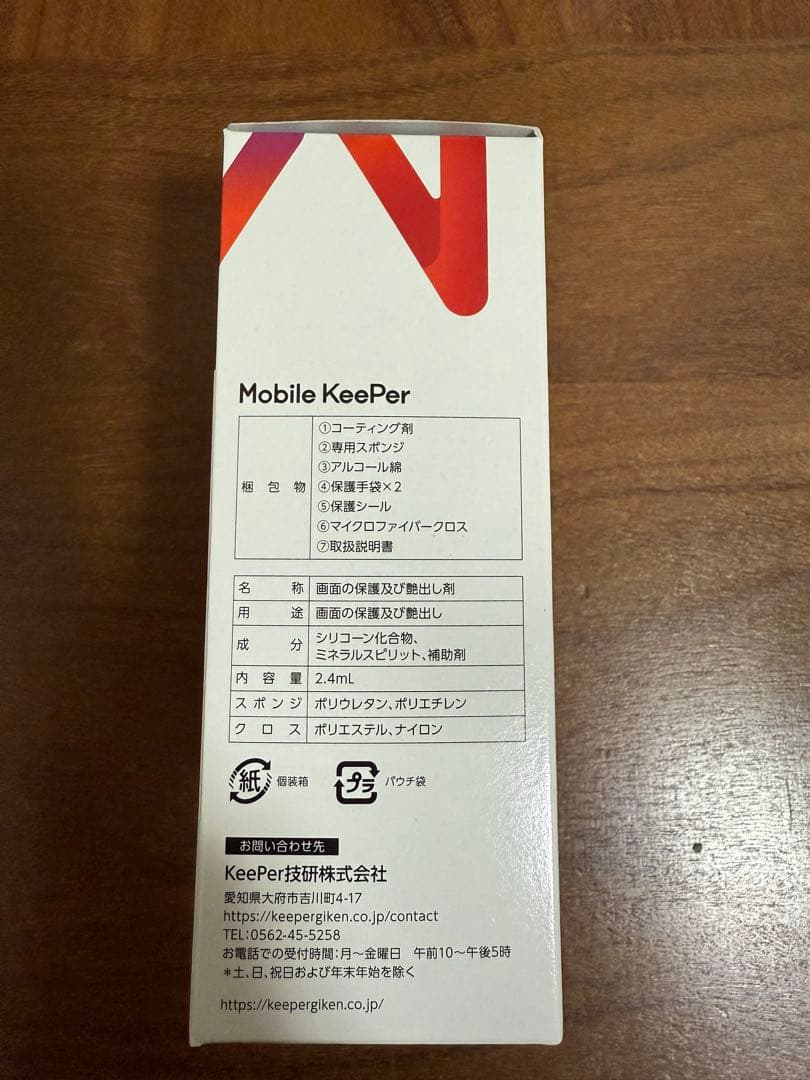 Mobile KeePer
梱包物
①コーティング剤
②専用スポンジ
③アルコール綿
④保護手袋×2
⑤保護シール
⑥マイクロファイバークロス
⑦取扱説明書
名称 画面の保護及び艶出し剤
用途 画面の保護及び艶出し
成分 シリコーン化合物、
ミネラルスピリット、補助剤
内容量 2.4mL
スポンジ ポリウレタン、ポリエチレン
クロス ポリエステル、ナイロン
紙 個装箱 プラ パウチ袋
お問い合わせ先
KeePer技研株式会社
愛知県大府市吉川町4-17
https://keepergiken.co.jp/contact
TEL:0562-45-5258
お電話での受付時間:月～金曜日 午前10～午後5時
*土、日、祝日および年末年始を除く
https://keepergiken.co.jp/